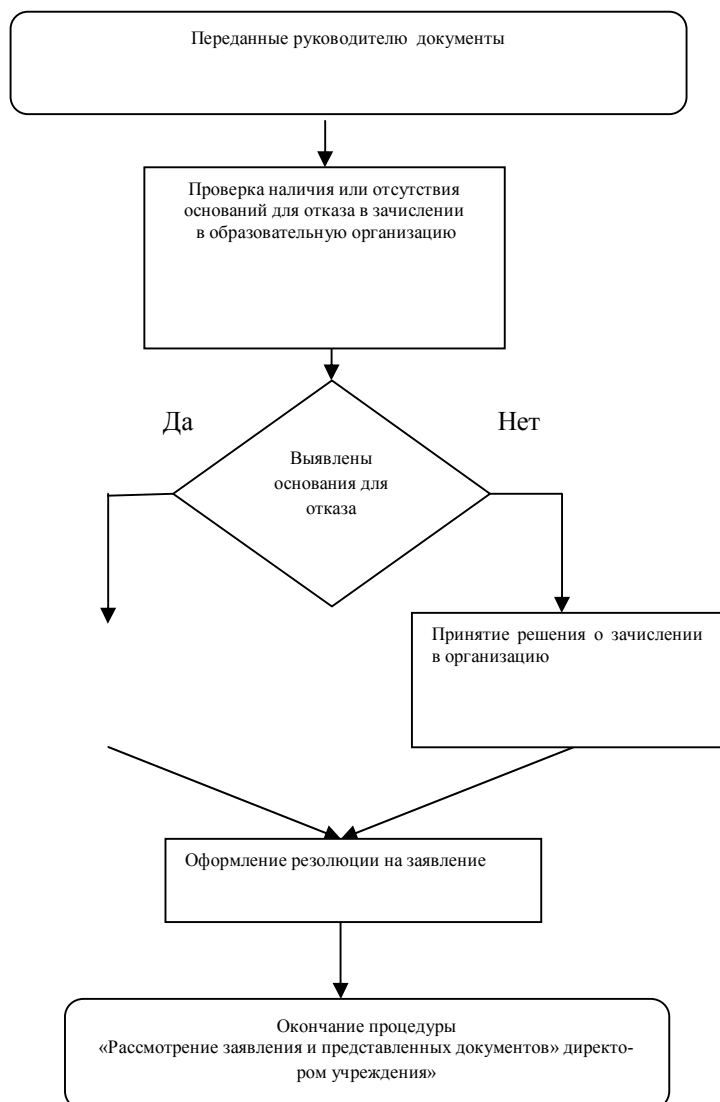 Переданные руководителю документы
Проверка наличия или отсутствия
оснований для отказа в зачислении
в образовательную организацию
Да
Нет
Выявлены
основания для
отказа
Принятие решения о зачислении
в организацию
Оформление резолюции на заявление
Окончание процедуры
«Рассмотрение заявления и представленных документов» директо-
ром учреждения»